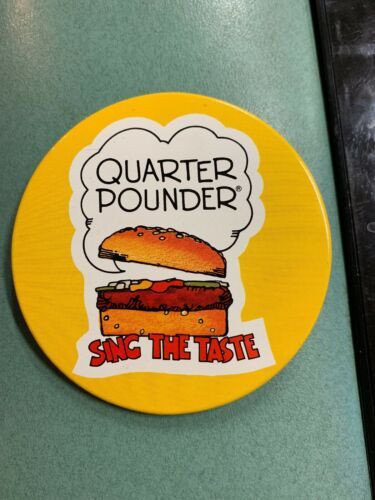 QUARTER
POUNDER®
SING THE TASTE